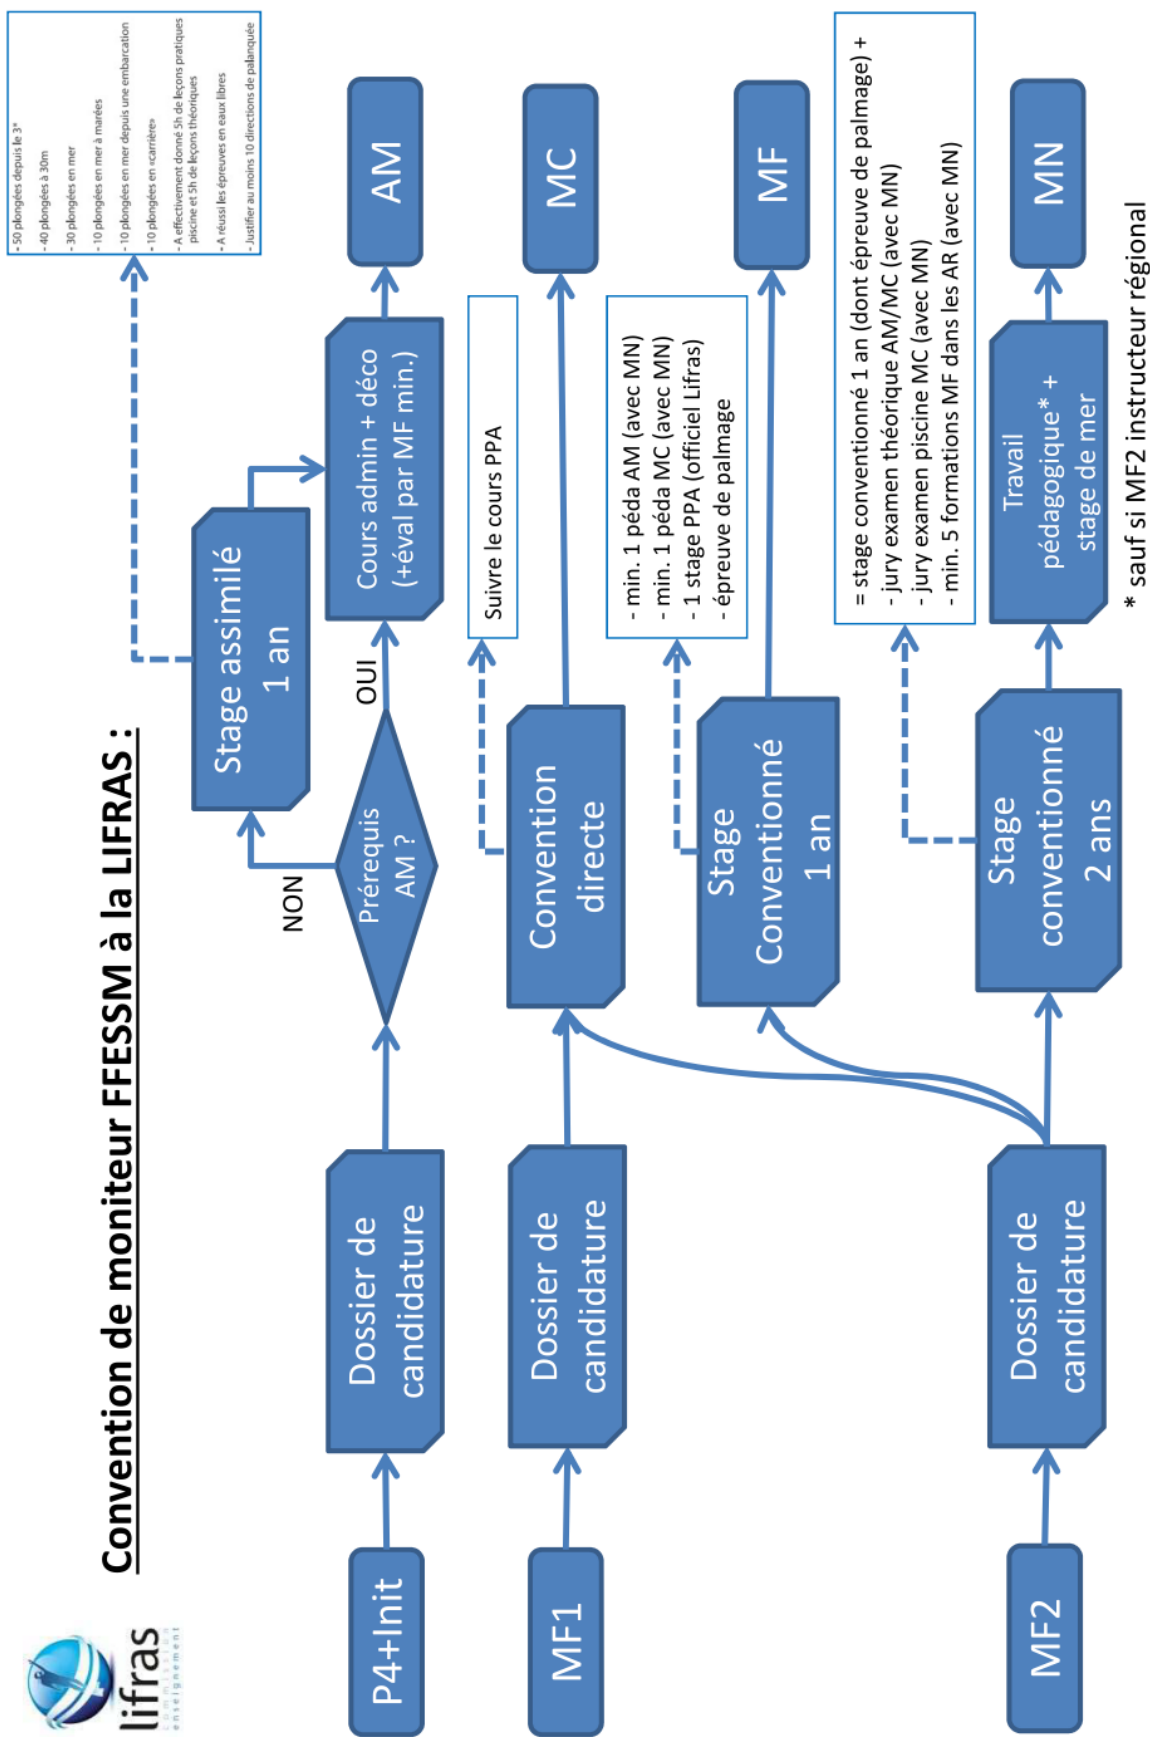 lifras
commission
enseignement
Convention de moniteur FFESSM à la LIFRAS :
P4+Init
Dossier de
candidature
Prérequis
AM ?
NON
OUI
Stage assimilé
1 an
- 50 plongées depuis le 3*
- 40 plongées à 30m
- 30 plongées en mer
- 10 plongées en mer à marées
- 10 plongées en mer depuis une embarcation
- 10 plongées en «carrière»
- A effectivement donné 5h de leçons pratiques
piscine et 5h de leçons théoriques
- A réussi les épreuves en eaux libres
- Justifier au moins 10 directions de palanquée
Cours admin + déco
(+éval par MF min.)
AM
MF1
Dossier de
candidature
Convention
directe
Suivre le cours PPA
MC
Stage
Conventionné
1 an
- min. 1 péda AM (avec MN)
- min. 1 péda MC (avec MN)
- 1 stage PPA (officiel Lifras)
- épreuve de palmage
MF
MF2
Dossier de
candidature
Stage
conventionné
2 ans
= stage conventionné 1 an (dont épreuve de palmage) +
- jury examen théorique AM/MC (avec MN)
- jury examen piscine MC (avec MN)
- min. 5 formations MF dans les AR (avec MN)
Travail
pédagogique* +
stage de mer
MN
* sauf si MF2 instructeur régional